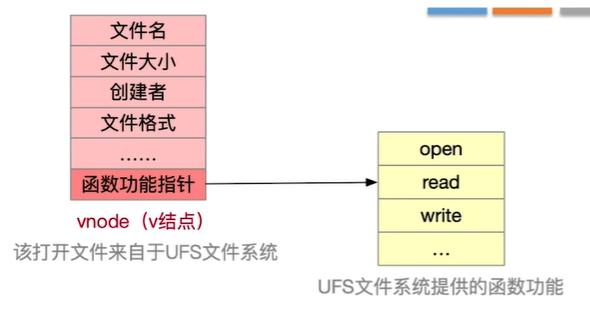 文件名
文件大小
创建者
文件格式
......
函数功能指针
vnode（v结点）
该打开文件来自于UFS文件系统
open
read
write
...
UFS文件系统提供的函数功能